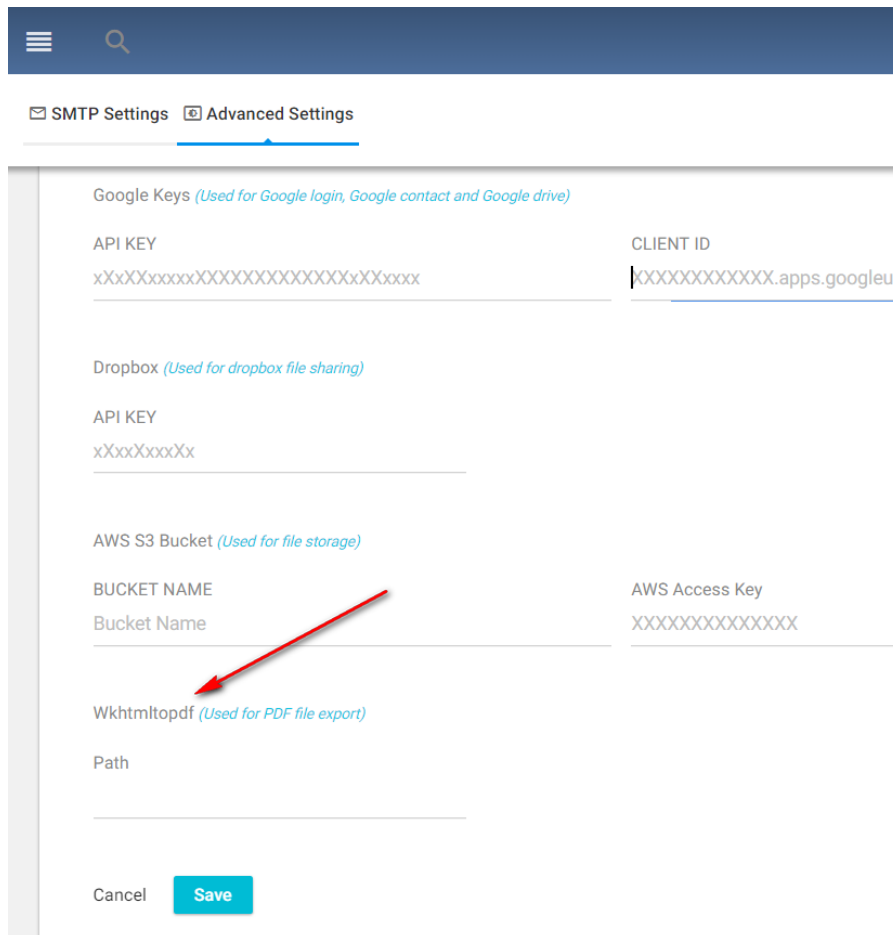 SMTP Settings Advanced Settings
Google Keys (Used for Google login, Google contact and Google drive)
API KEY CLIENT ID
xXxXXxxxxxXXXXXXXXXXXXXxXXxxxx XXXXXXXXXXXX.apps.googleu
Dropbox (Used for dropbox file sharing)
API KEY
xXxxXxxxXx
AWS S3 Bucket (Used for file storage)
BUCKET NAME AWS Access Key
Bucket Name XXXXXXXXXXXXXX
Wkhtmltopdf (Used for PDF file export)
Path
Cancel Save